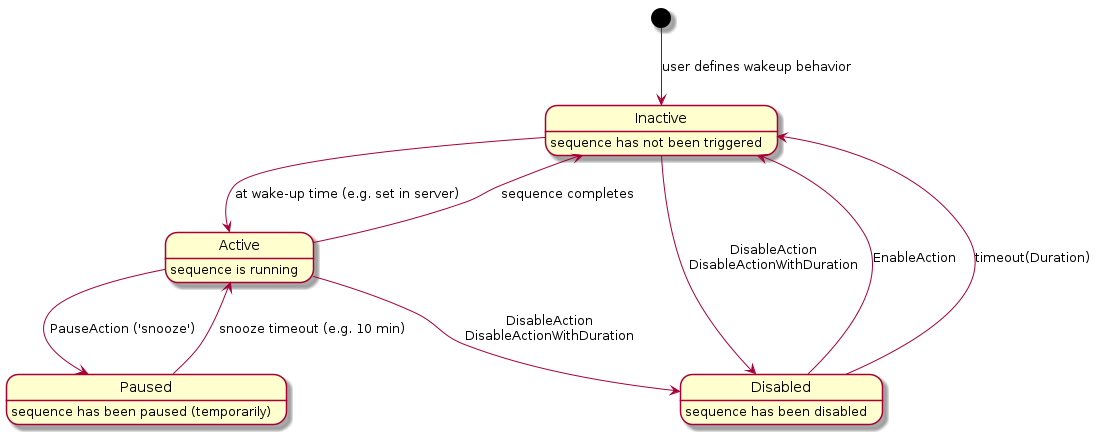 user defines wakeup behavior
Inactive
sequence has not been triggered
at wake-up time (e.g. set in server)
sequence completes
Active
sequence is running
DisableAction
DisableActionWithDuration
EnableAction
timeout(Duration)
PauseAction ('snooze')
snooze timeout (e.g. 10 min)
DisableAction
DisableActionWithDuration
Paused
sequence has been paused (temporarily)
Disabled
sequence has been disabled